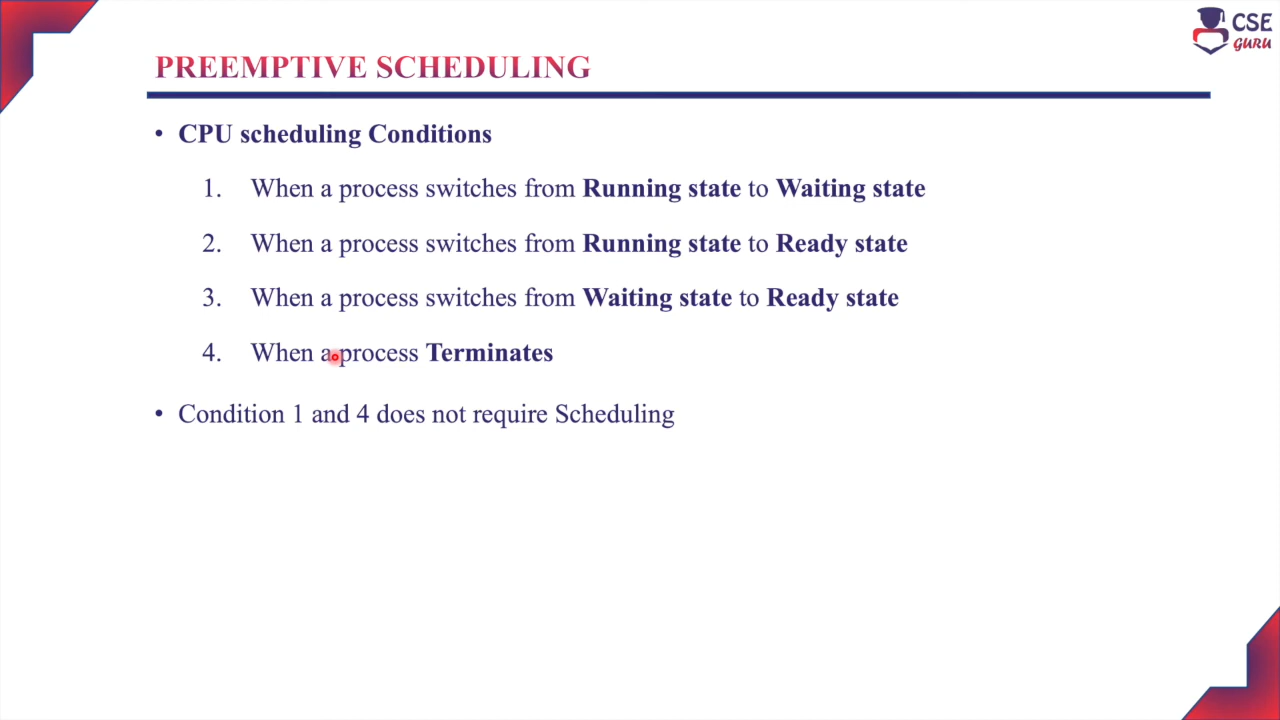 CSE
GURU
PREEMPTIVE SCHEDULING
• CPU scheduling Conditions
1. When a process switches from Running state to Waiting state
2. When a process switches from Running state to Ready state
3. When a process switches from Waiting state to Ready state
4. When a process Terminates
• Condition 1 and 4 does not require Scheduling